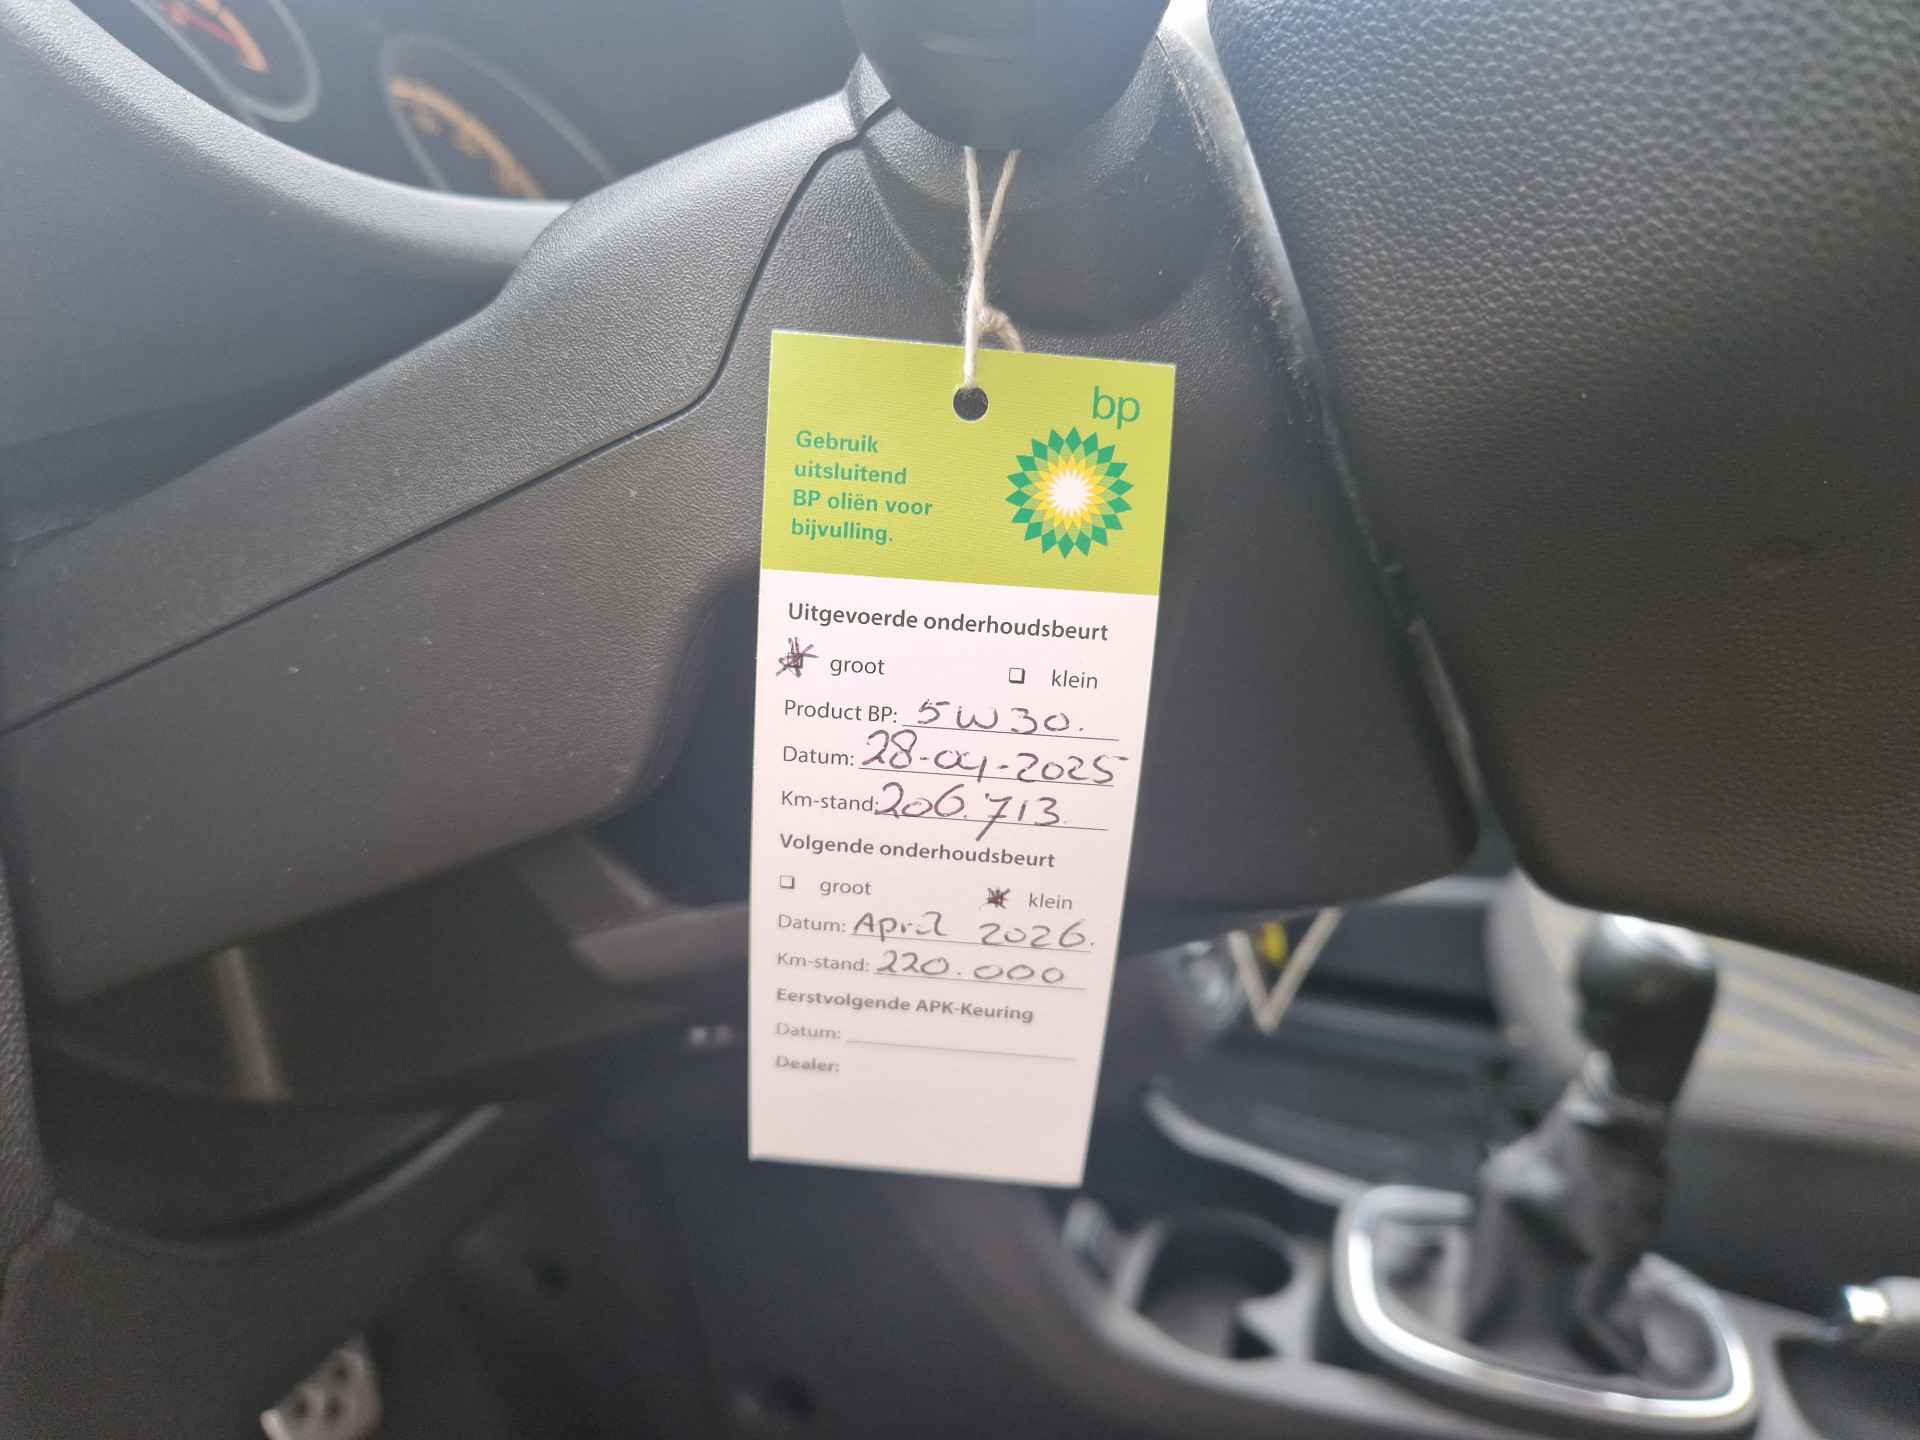 bp
Gebruik
uitsluitend
BP oliën voor
bijvulling.
Uitgevoerde onderhoudsbeurt
groot klein
Product BP: 5W30.
Datum: 28-04-2025
Km-stand: 206.713
Volgende onderhoudsbeurt
groot klein
Datum: April 2026.
Km-stand: 220.000
Eerstvolgende APK-Keuring
Datum:
Dealer: